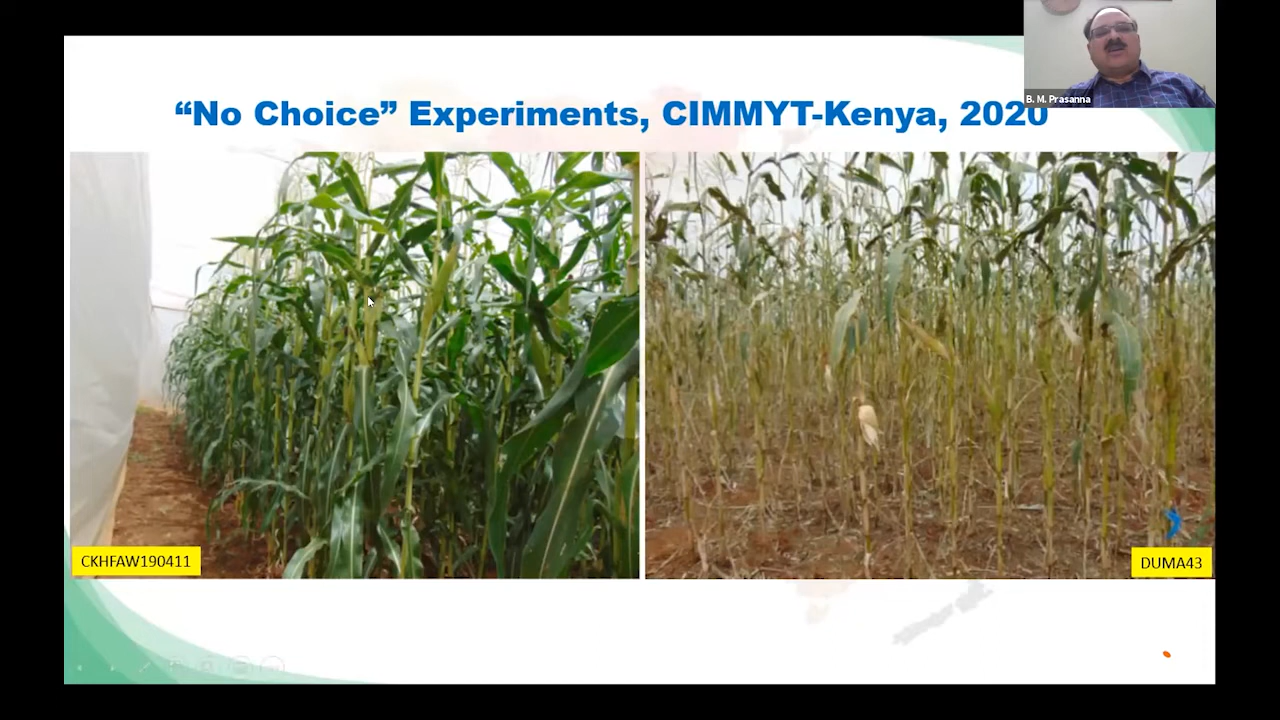 B. M. Prasanna
“No Choice” Experiments, CIMMYT-Kenya, 2020
CKHFAW190411
DUMA43